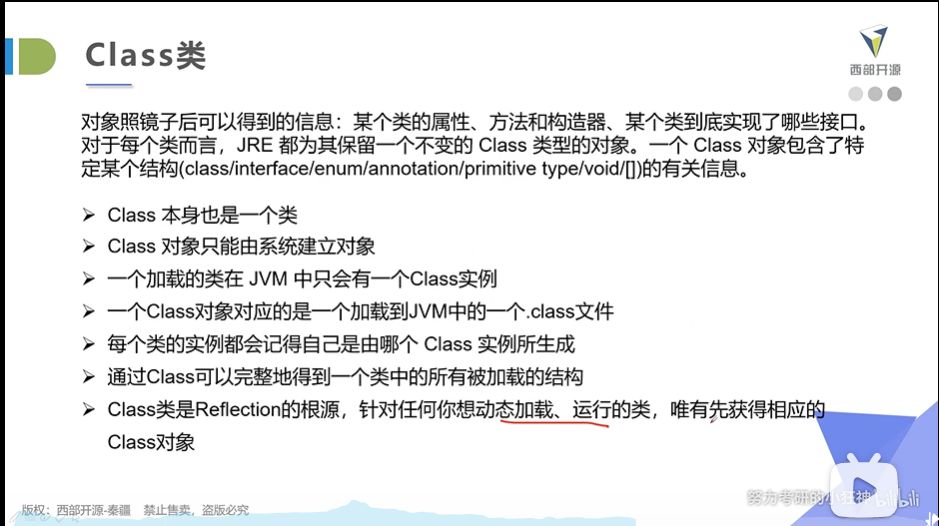 Class类
西部开源
对象照镜子后可以得到的信息：某个类的属性、方法和构造器、某个类到底实现了哪些接口。
对于每个类而言，JRE 都为其保留一个不变的 Class 类型的对象。一个 Class 对象包含了特
定某个结构(class/interface/enum/annotation/primitive type/void/[])的有关信息。
➢ Class 本身也是一个类
➢ Class 对象只能由系统建立对象
➢ 一个加载的类在 JVM 中只会有一个Class实例
➢ 一个Class对象对应的是一个加载到JVM中的一个.class文件
➢ 每个类的实例都会记得自己是由哪个 Class 实例所生成
➢ 通过Class可以完整地得到一个类中的所有被加载的结构
➢ Class类是Reflection的根源，针对任何你想动态加载、运行的类，唯有先获得相应的
Class对象
努力考研的小狂神 bilibili
版权：西部开源-秦疆 禁止售卖，盗版必究